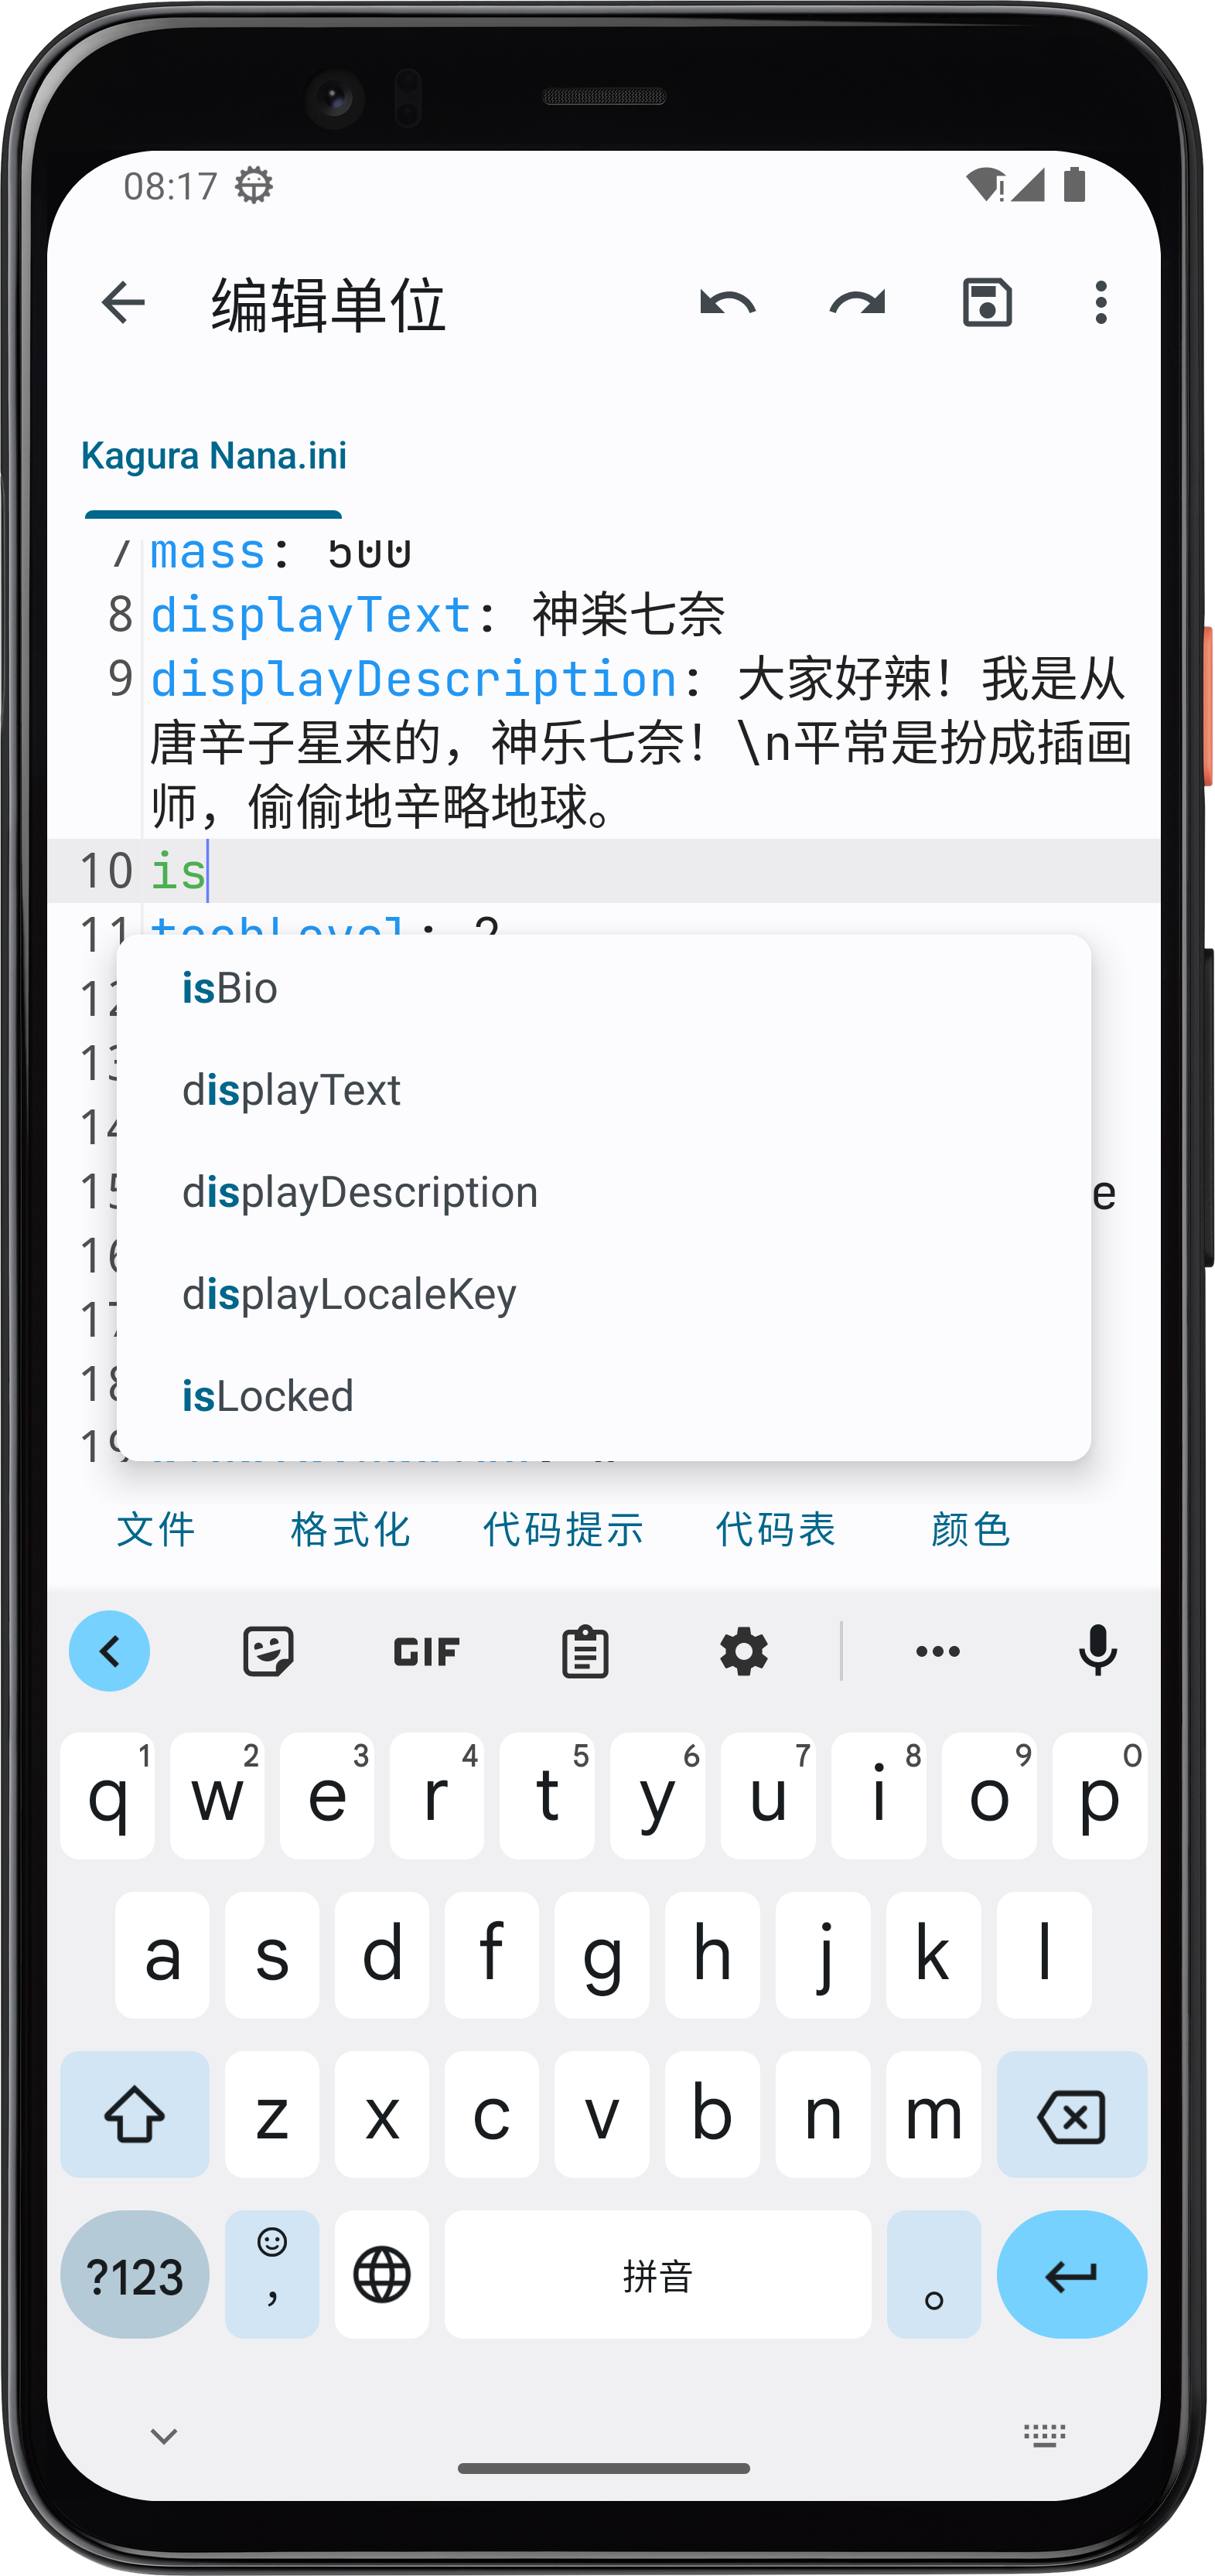 08:17
编辑单位
Kagura Nana.ini
7 mass: 500
8 displayText: 神楽七奈
9 displayDescription: 大家好辣！我是从
唐辛子星来的，神乐七奈！\n平常是扮成插画
师，偷偷地辛略地球。
10 is
11 techLevel: 2
isBio
displayText
displayDescription
displayLocaleKey
isLocked
12
13
14
15 e
16
17
18
19
文件 格式化 代码提示 代码表 颜色
GIF
1 2 3 4 5 6 7 8 9 0
q w e r t y u i o p
a s d f g h j k l
z x c v b n m
?123 ， 拼音 。